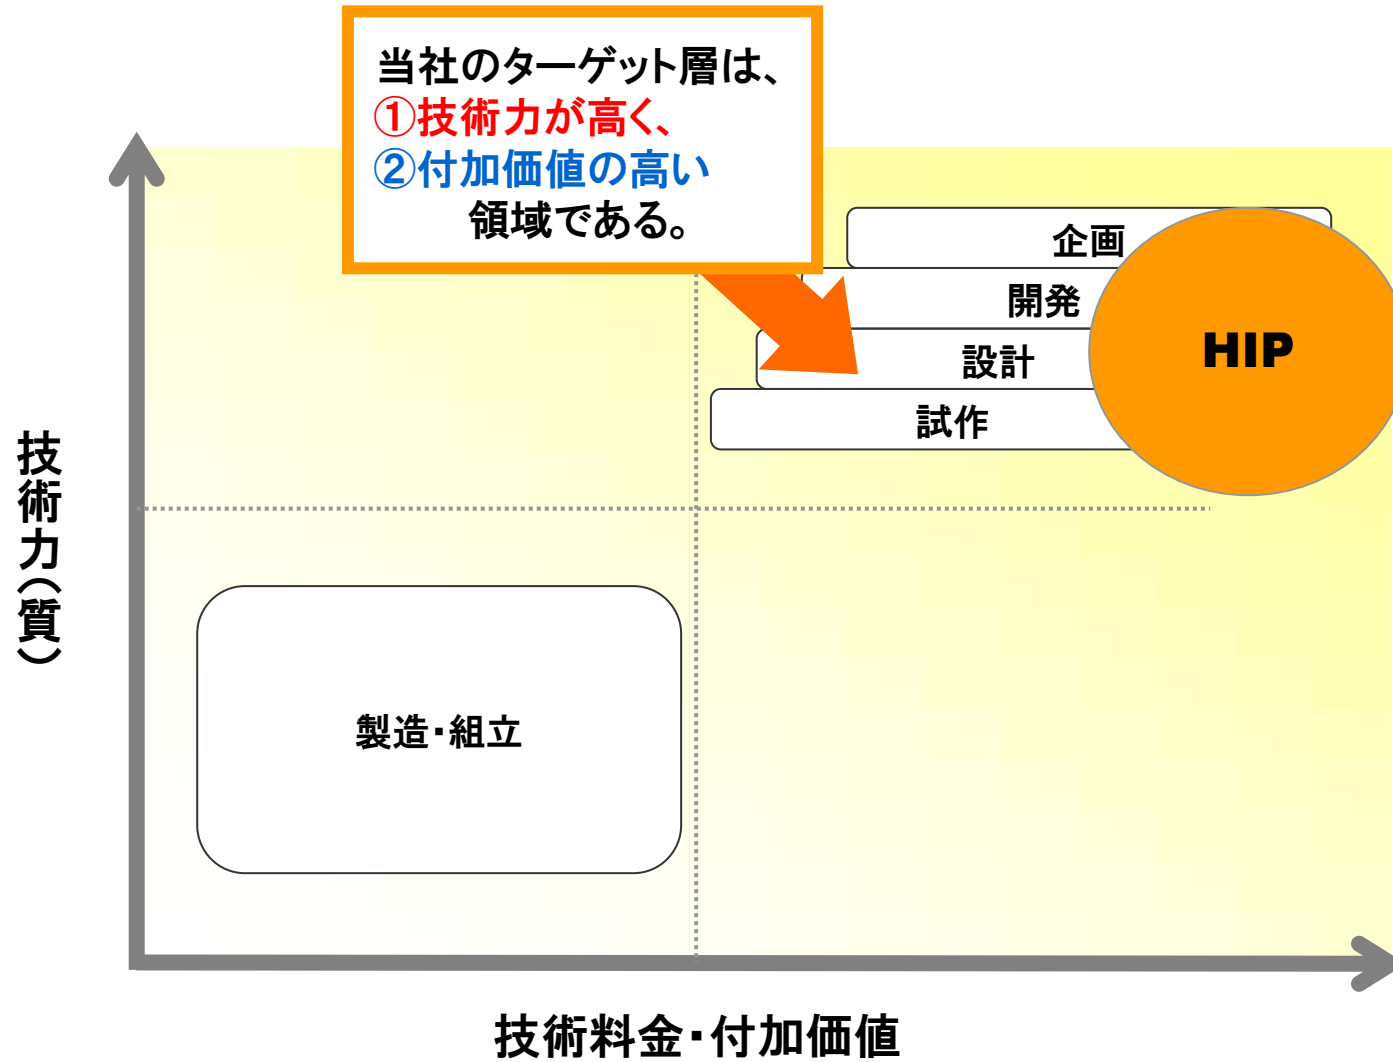 当社のターゲット層は、
①技術力が高く、
②付加価値の高い
領域である。
企画
開発
設計
試作
HIP
技術力(質)
製造・組立
技術料金・付加価値